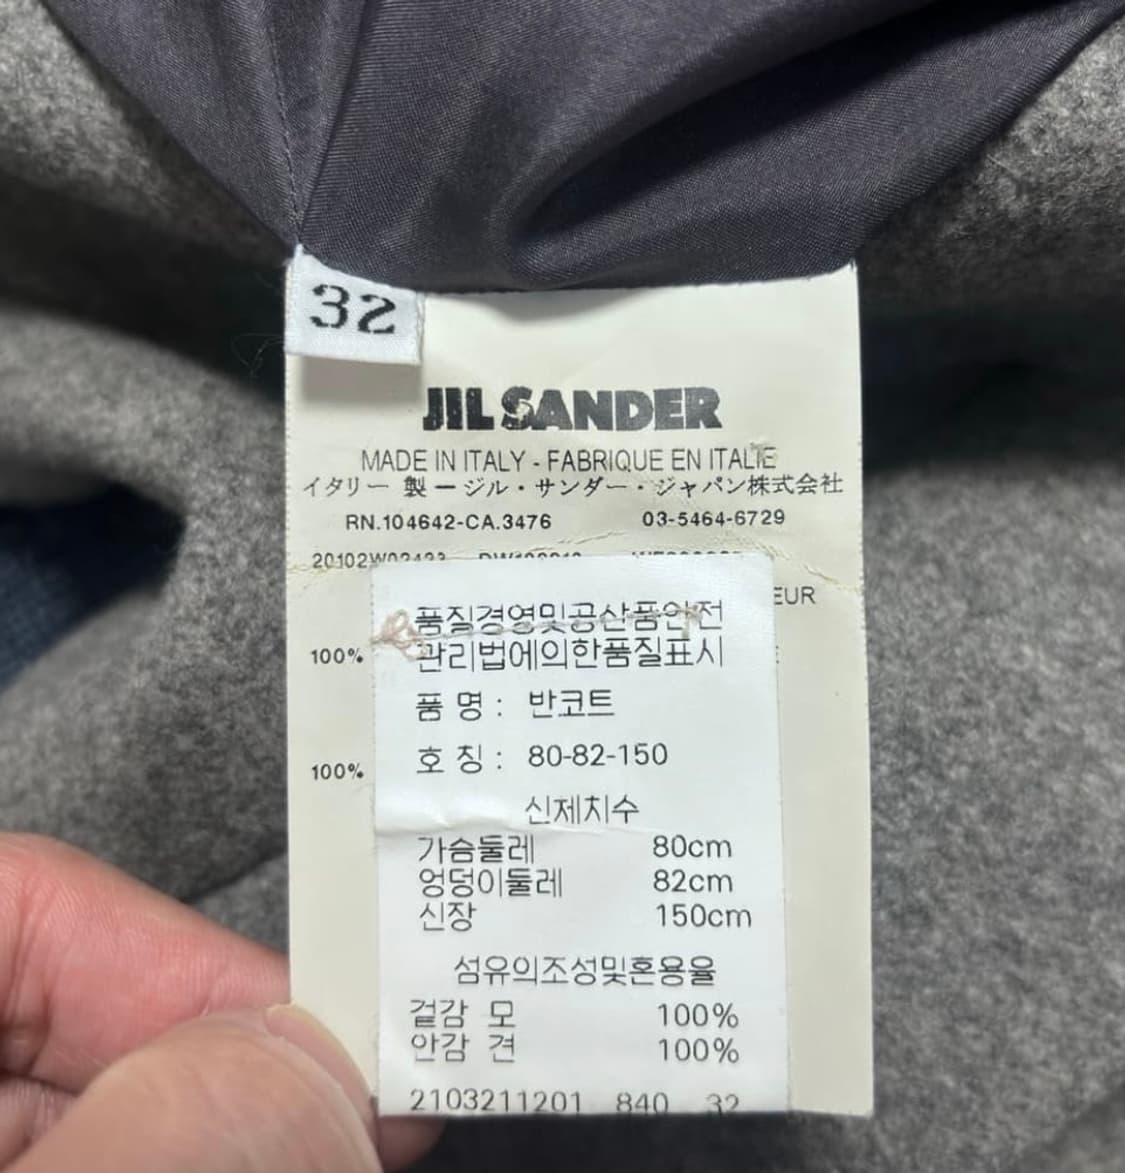 32
JIL SANDER
MADE IN ITALY - FABRIQUE EN ITALIE
イタリー 製 ー ジル・サンダー・ジャパン株式会社
RN.104642-CA.3476 03-5464-6729
EUR
품질경영및공산품안전
100% 관리법에의한품질표시
품 명 : 반코트
100% 호 칭 : 80-82-150
신제치수
가슴둘레 80cm
엉덩이둘레 82cm
신장 150cm
섬유의조성및혼용율
겉감 모 100%
안감 견 100%
2103211201 840 32